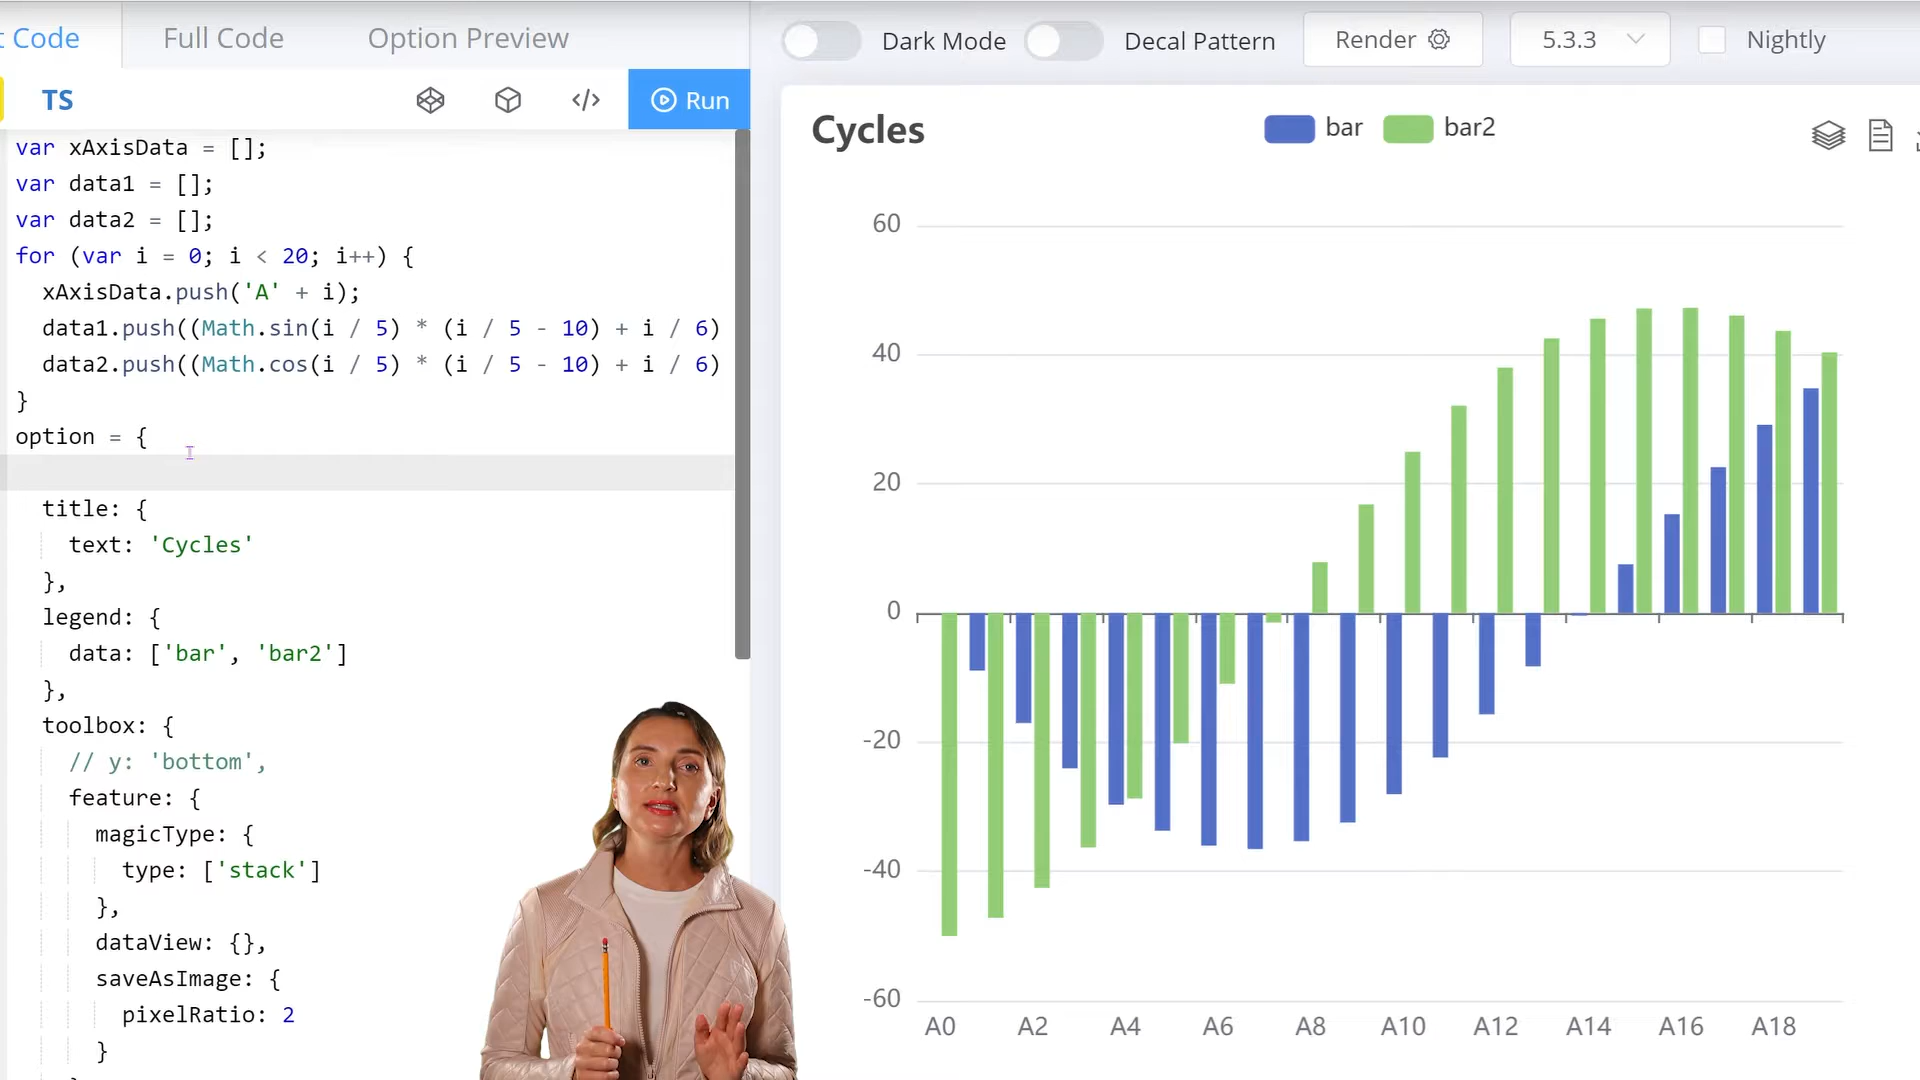 t Code
Full Code
Option Preview
TS
Run
var xAxisData = [];
var data1 = [];
var data2 = [];
for (var i = 0; i < 20; i++) {
xAxisData.push('A' + i);
data1.push((Math.sin(i / 5) * (i / 5 - 10) + i / 6)
data2.push((Math.cos(i / 5) * (i / 5 - 10) + i / 6)
}
option = {
title: {
text: 'Cycles'
},
legend: {
data: ['bar', 'bar2']
},
toolbox: {
// y: 'bottom',
feature: {
magicType: {
type: ['stack']
},
dataView: {},
saveAsImage: {
pixelRatio: 2
}
Dark Mode
Decal Pattern
Render
5.3.3
Nightly
Cycles
bar
bar2
60
40
20
0
-20
-40
-60
A0 A2 A4 A6 A8 A10 A12 A14 A16 A18